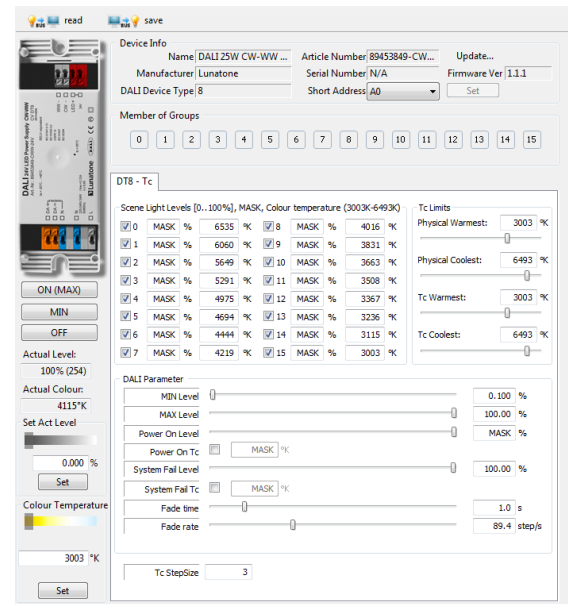 read save
Device Info
Name DALI 25W CW-WW ... Article Number 89453849-CW... Update...
Manufacturer Lunatone Serial Number N/A Firmware Ver 1.1.1
DALI Device Type 8 Short Address A0 Set
Member of Groups
0 1 2 3 4 5 6 7 8 9 10 11 12 13 14 15
DT8 - Tc
Scene Light Levels [0..100%], MASK, Colour temperature (3003K-6493K)
0 MASK % 6535 °K 8 MASK % 4016 °K
1 MASK % 6060 °K 9 MASK % 3831 °K
2 MASK % 5649 °K 10 MASK % 3663 °K
3 MASK % 5291 °K 11 MASK % 3508 °K
4 MASK % 4975 °K 12 MASK % 3367 °K
5 MASK % 4694 °K 13 MASK % 3236 °K
6 MASK % 4444 °K 14 MASK % 3115 °K
7 MASK % 4219 °K 15 MASK % 3003 °K
Tc Limits
Physical Warmest: 3003 °K
Physical Coolest: 6493 °K
Tc Warmest: 3003 °K
Tc Coolest: 6493 °K
DALI Parameter
MIN Level 0.100 %
MAX Level 100.00 %
Power On Level MASK %
Power On Tc MASK °K
System Fail Level 100.00 %
System Fail Tc MASK °K
Fade time 1.0 s
Fade rate 89.4 step/s
Tc StepSize 3
DALI 24V LED Power Supply CW-WW
Lunatone
ON (MAX)
MIN
OFF
Actual Level:
100% (254)
Actual Colour:
4115°K
Set Act Level
0.000 %
Set
Colour Temperature
3003 °K
Set